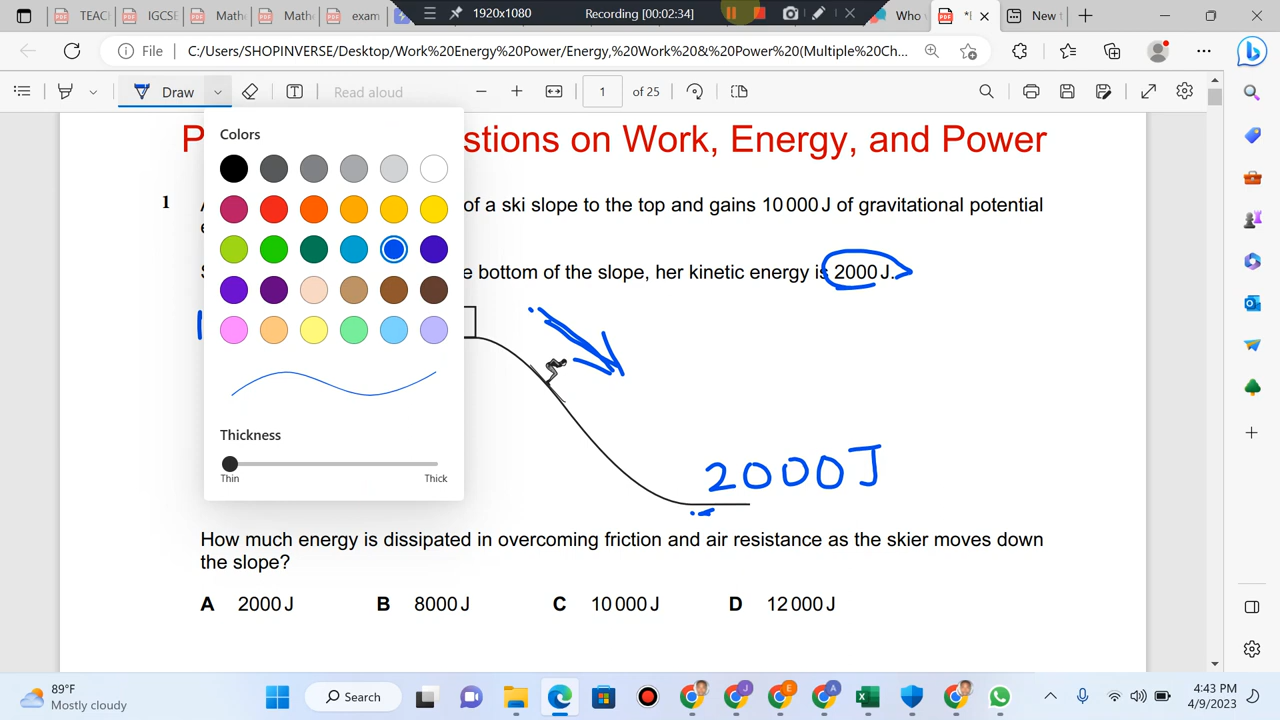 TEAC
IGCSE
Math
Math
exam
1920x1080
Recording [00:02:34]
Who
New t
File
C:/Users/SHOPINVERSE/Desktop/Work%20Energy%20Power/Energy,%20Work%20&%20Power%20(Multiple%20Ch...
Draw
Read aloud
1
of 25
Colors
stions on Work, Energy, and Power
1
of a ski slope to the top and gains 10 000 J of gravitational potential
e bottom of the slope, her kinetic energy is 2000 J.
2000J
Thickness
Thin
Thick
How much energy is dissipated in overcoming friction and air resistance as the skier moves down
the slope?
A 2000 J B 8000 J C 10 000 J D 12 000 J
89°F
Mostly cloudy
Search
4:43 PM
4/9/2023